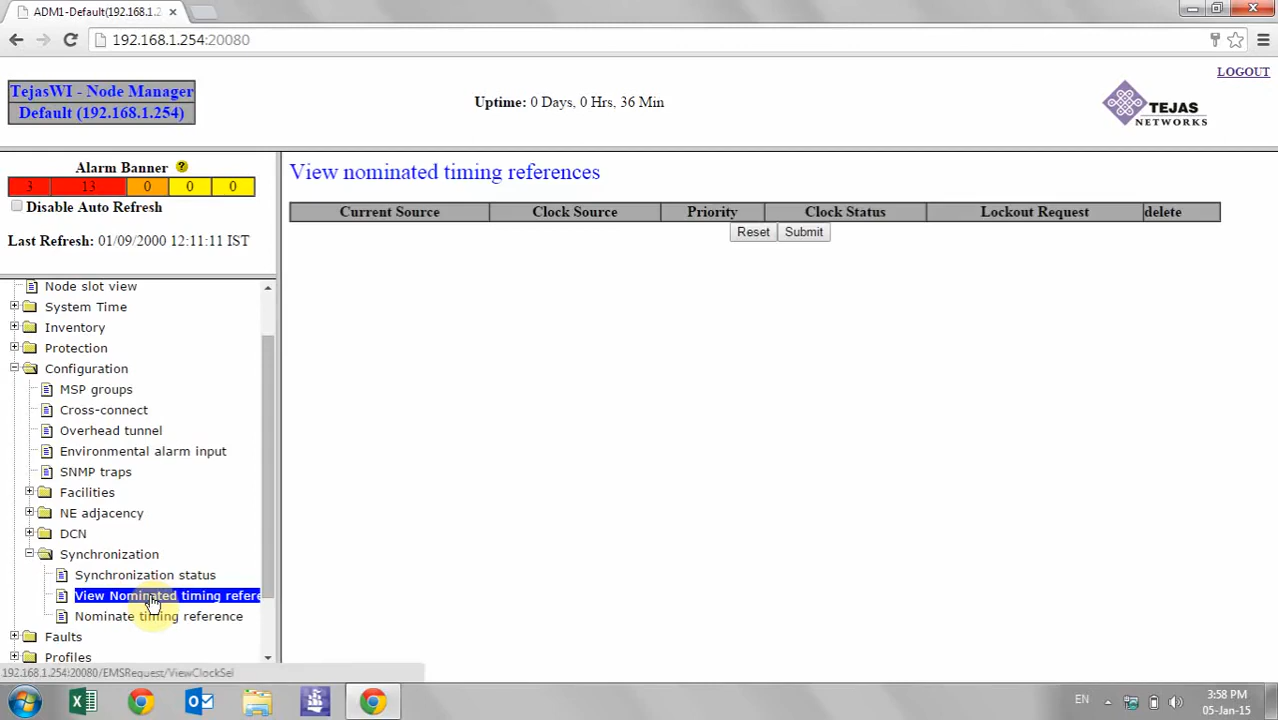 ADM1-Default(192.168.1.2
192.168.1.254:20080
LOGOUT
TejasWI - Node Manager
Default (192.168.1.254)
Uptime: 0 Days, 0 Hrs, 36 Min
TEJAS
NETWORKS
Alarm Banner ?
3 13 0 0 0
Disable Auto Refresh
Last Refresh: 01/09/2000 12:11:11 IST
View nominated timing references
Current Source Clock Source Priority Clock Status Lockout Request delete
Reset Submit
Node slot view
System Time
Inventory
Protection
Configuration
MSP groups
Cross-connect
Overhead tunnel
Environmental alarm input
SNMP traps
Facilities
NE adjacency
DCN
Synchronization
Synchronization status
View Nominated timing refere
Nominate timing reference
Faults
Profiles
192.168.1.254:20080/EMSRequest/ViewClockSel
EN
3:58 PM
05-Jan-15